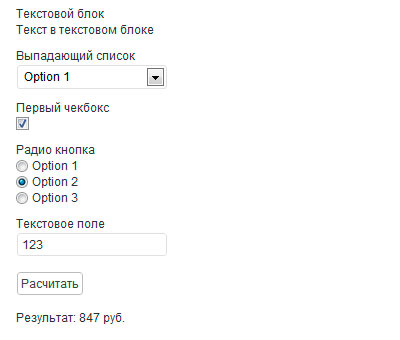 Текстовой блок
Текст в текстовом блоке
Выпадающий список
Option 1
Первый чекбокс
Радио кнопка
Option 1
Option 2
Option 3
Текстовое поле
123
Расчитать
Результат: 847 руб.